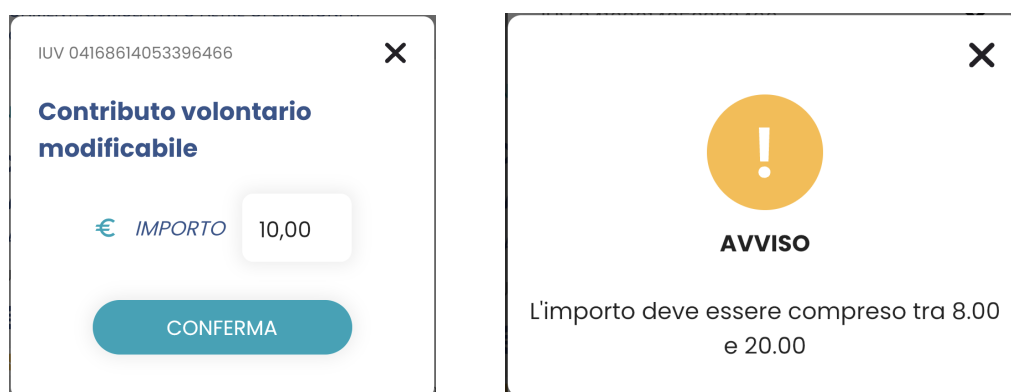 IUV 04168614053396466
Contributo volontario
modificabile
€ IMPORTO 10,00
CONFERMA
!
AVVISO
L'importo deve essere compreso tra 8.00
e 20.00